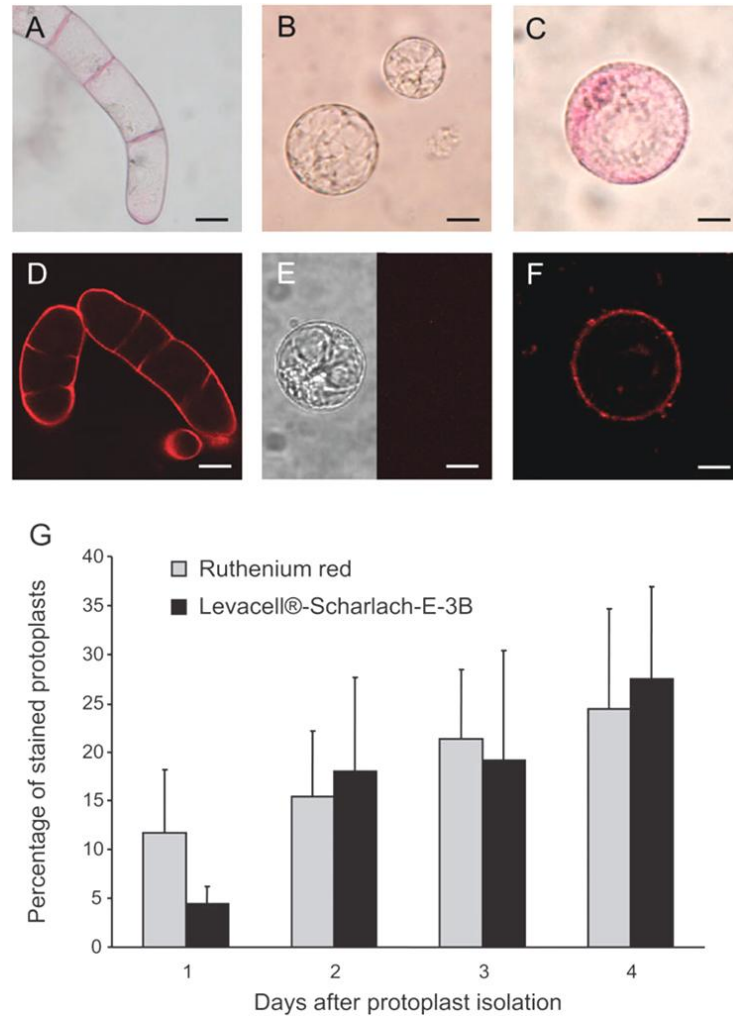 A
B
C
D
E
F
G
40
35
30
25
20
15
10
5
0
Percentage of stained protoplasts
Ruthenium red
Levacell®-Scharlach-E-3B
1 2 3 4
Days after protoplast isolation